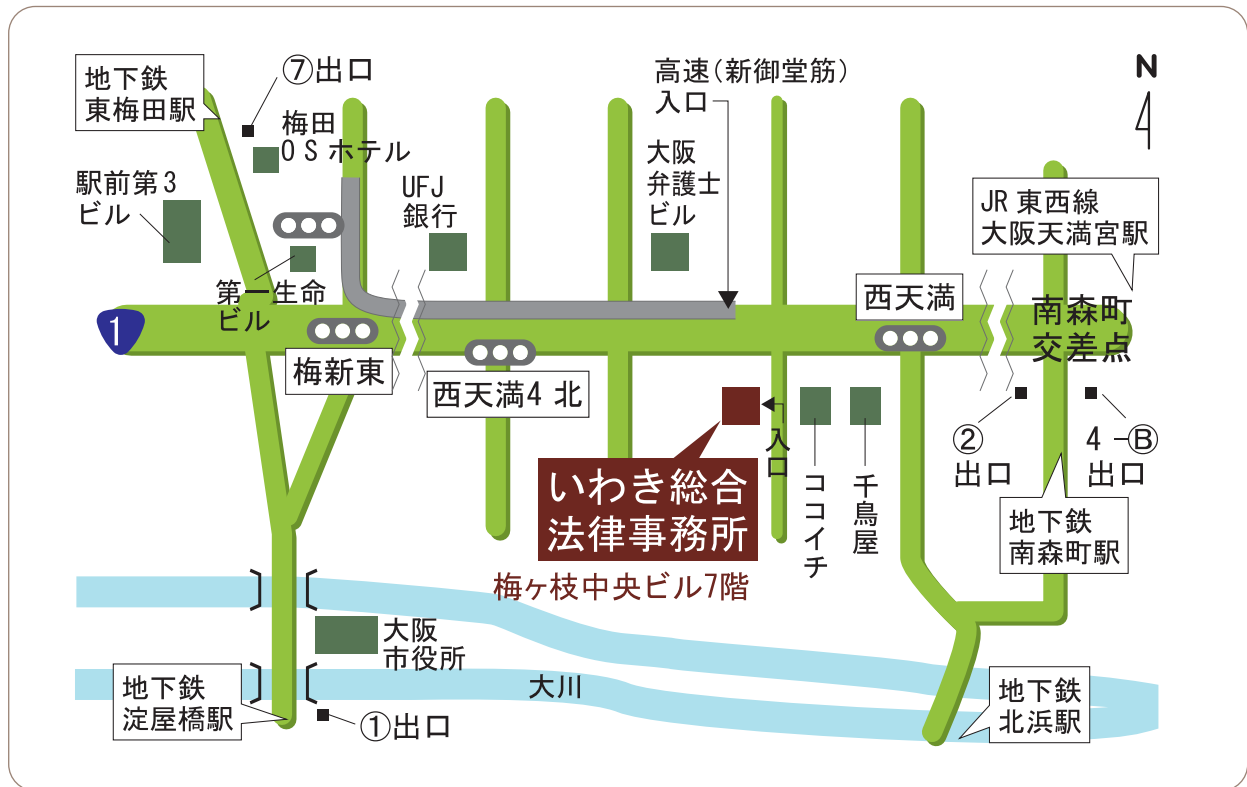 地下鉄
東梅田駅
⑦出口
梅田
OSホテル
駅前第3
ビル
第一生命
ビル
UFJ
銀行
高速(新御堂筋)
入口
大阪
弁護士
ビル
N
JR 東西線
大阪天満宮駅
1
梅新東
西天満4 北
西天満
南森町
交差点
②
出口
4-Ⓑ
出口
入口
ココイチ
千鳥屋
いわき総合
法律事務所
梅ヶ枝中央ビル7階
地下鉄
南森町駅
大阪
市役所
大川
地下鉄
淀屋橋駅
①出口
地下鉄
北浜駅